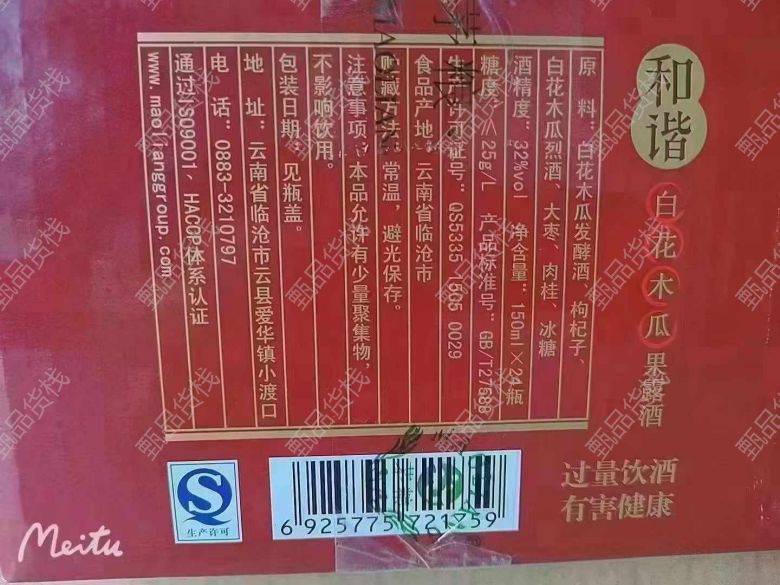 和谐
白花木瓜果露酒
原 料：白花木瓜发酵酒、枸杞子、
白花木瓜烈酒、大枣、肉桂、冰糖
酒精度：32%vol 净含量：150ml×24瓶
糖度：≥25g/L 产品标准号：GB/T27588
证号：QS5335 1505 0029
食品产地：云南省临沧市
贮藏方法：常温，避光保存。
注意事项：本品允许有少量聚集物，
不影响饮用。
包装日期：见瓶盖。
地 址：云南省临沧市云县爱华镇小渡口
电 话：0883-3210797
通过ISO9001、HACCP体系认证
www.maoliianggroup.com
过量饮酒
有害健康
生产许可
6 925775 721259
Meitu
甄品货栈